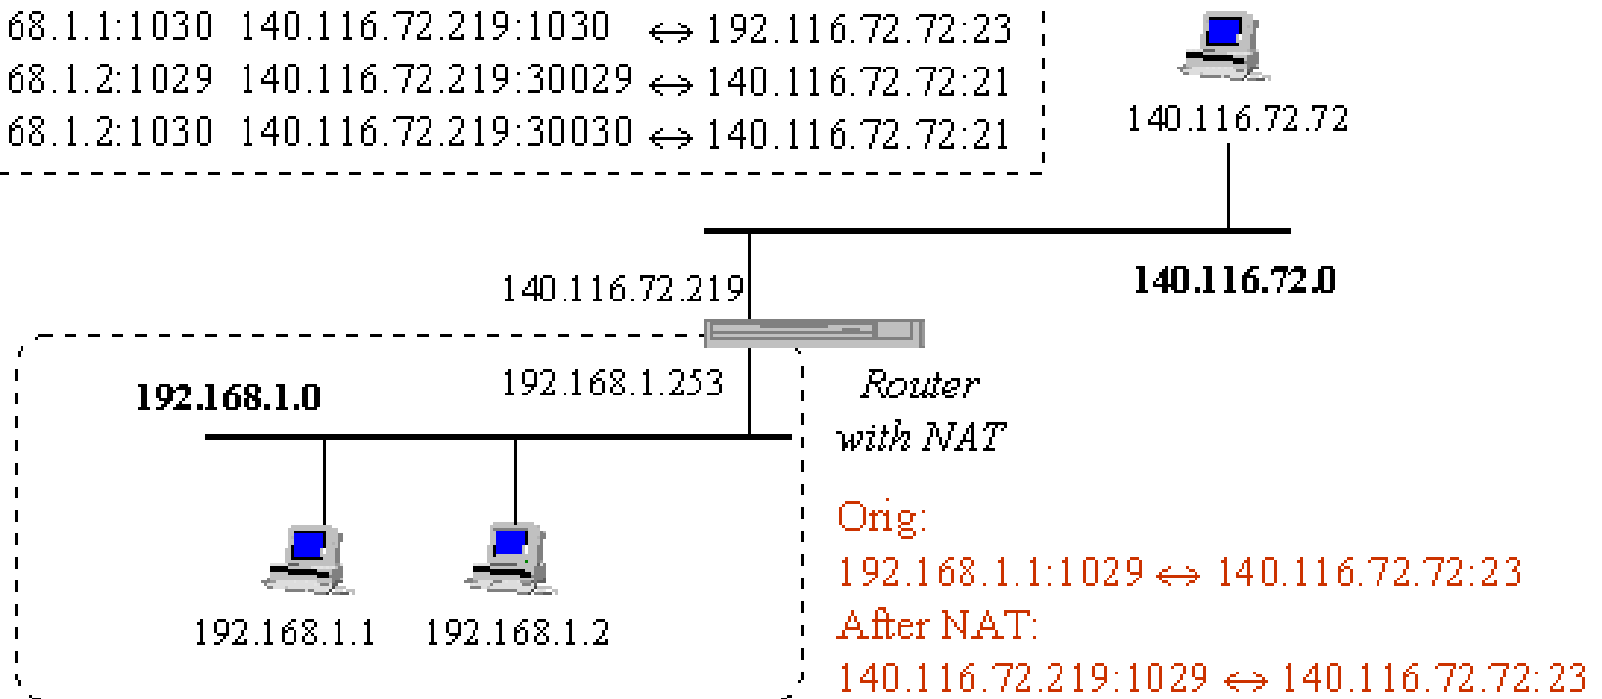 68.1.1:1030 140.116.72.219:1030 ⇔ 192.116.72.72:23
68.1.2:1029 140.116.72.219:30029 ⇔ 140.116.72.72:21
68.1.2:1030 140.116.72.219:30030 ⇔ 140.116.72.72:21
140.116.72.72
140.116.72.219
140.116.72.0
192.168.1.0
192.168.1.253
Router
with NAT
192.168.1.1
192.168.1.2
Orig:
192.168.1.1:1029 ⇔ 140.116.72.72:23
After NAT:
140.116.72.219:1029 ⇔ 140.116.72.72:23